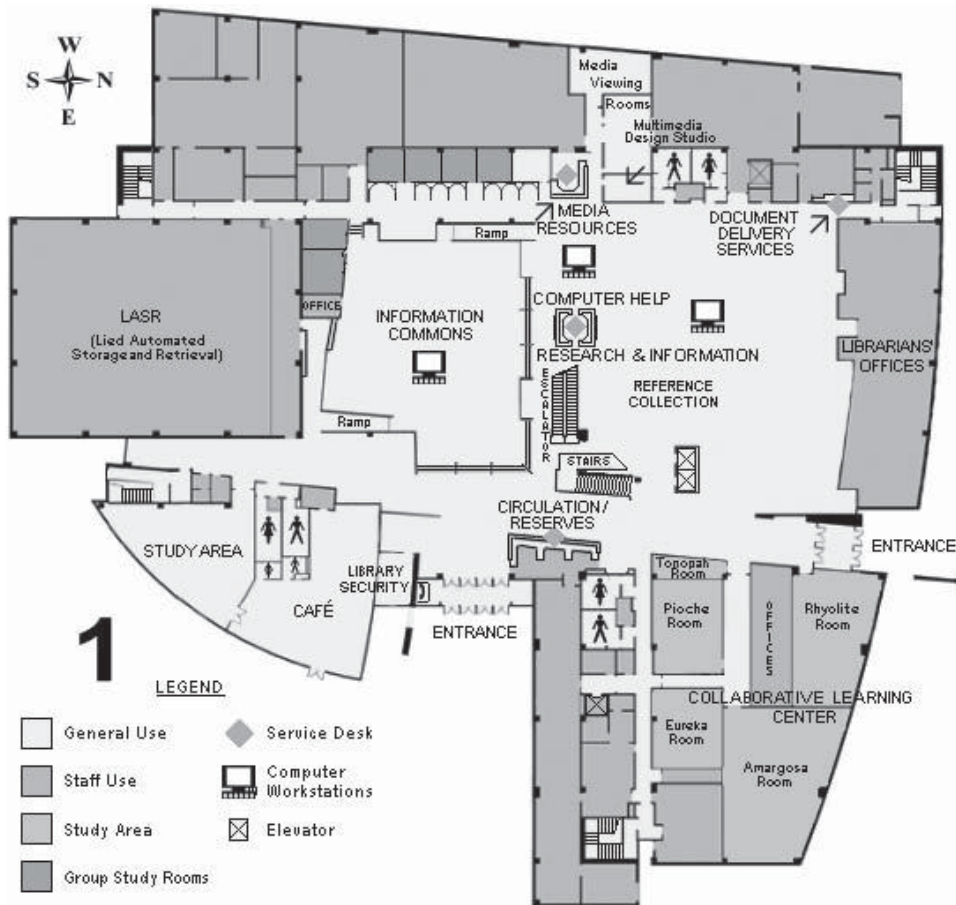 W
S N
E
Media
Viewing
Rooms
Multimedia
Design Studio
MEDIA
RESOURCES
DOCUMENT
DELIVERY
SERVICES
Ramp
OFFICE
LASR
(Lied Automated
Storage and Retrieval)
INFORMATION
COMMONS
COMPUTER HELP
RESEARCH & INFORMATION
LIBRARIANS'
OFFICES
REFERENCE
COLLECTION
ESCALATOR
Ramp
STAIRS
CIRCULATION/
RESERVES
STUDY AREA
ENTRANCE
LIBRARY
SECURITY
CAFÉ
ENTRANCE
Topopah
Room
Pioche
Room
OFFICES
Rhyolite
Room
COLLABORATIVE LEARNING
CENTER
Eureka
Room
Amargosa
Room
1
LEGEND
General Use
Staff Use
Study Area
Group Study Rooms
Service Desk
Computer
Workstations
Elevator